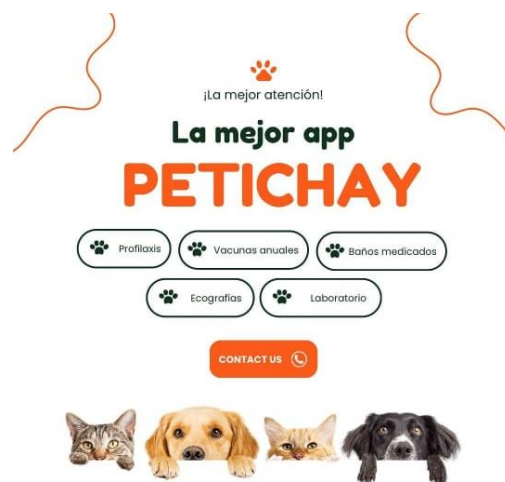 ¡La mejor atención!
La mejor app
PETICHAY
Profilaxis
Vacunas anuales
Baños medicados
Ecografías
Laboratorio
CONTACT US